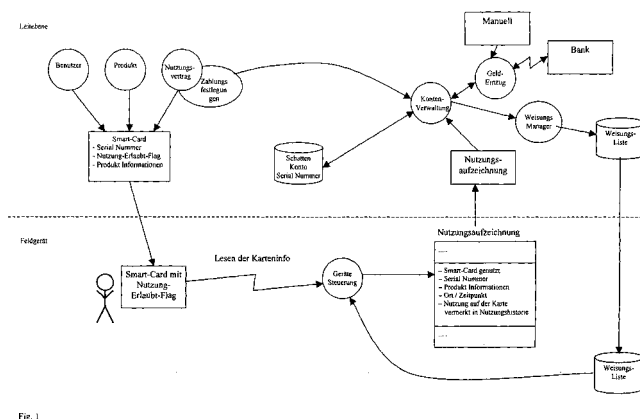 Leitebene
Manuell
Bank
Benutzer
Produkt
Nutzungs-
vertrag
Zahlungs
festlegun
gen
Geld-
Einzug
Konten-
Verwaltung
Weisungs
Manager
Smart-Card
- Serial Nummer
- Nutzung-Erlaubt-Flag
- Produkt Informationen
Schatten
Konto
Serial Nummer
Nutzungs-
aufzeichnung
Weisungs-
Liste
Feldgerät
Nutzungsaufzeichnung
Lesen der Karteninfo
Smart-Card mit
Nutzung-
Erlaubt-Flag
Geräte
Steuerung
....
– Smart-Card genutzt
– Serial Nummer
– Produkt Informationen
– Ort / Zeitpunkt
– Nutzung auf der Karte
vermerkt in Nutzungshistorie
....
Weisungs-
Liste
Fig. 1